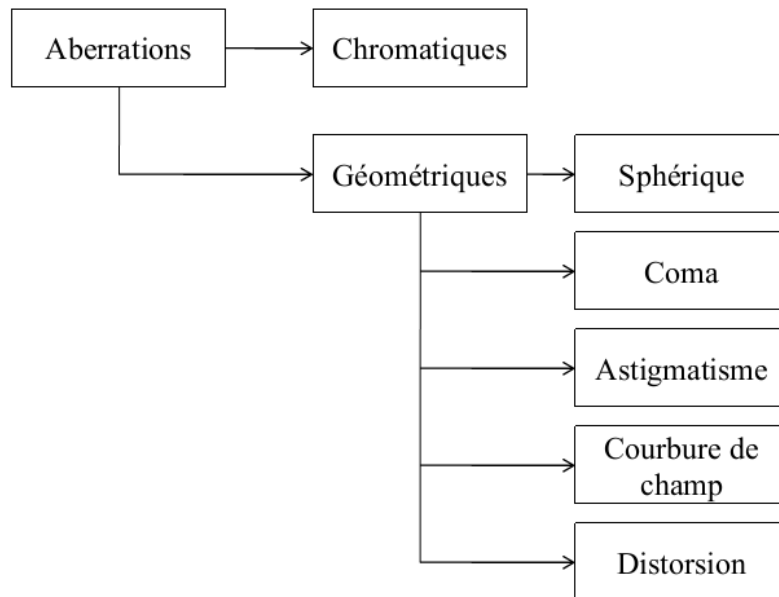 Aberrations
Chromatiques
Géométriques
Sphérique
Coma
Astigmatisme
Courbure de
champ
Distorsion